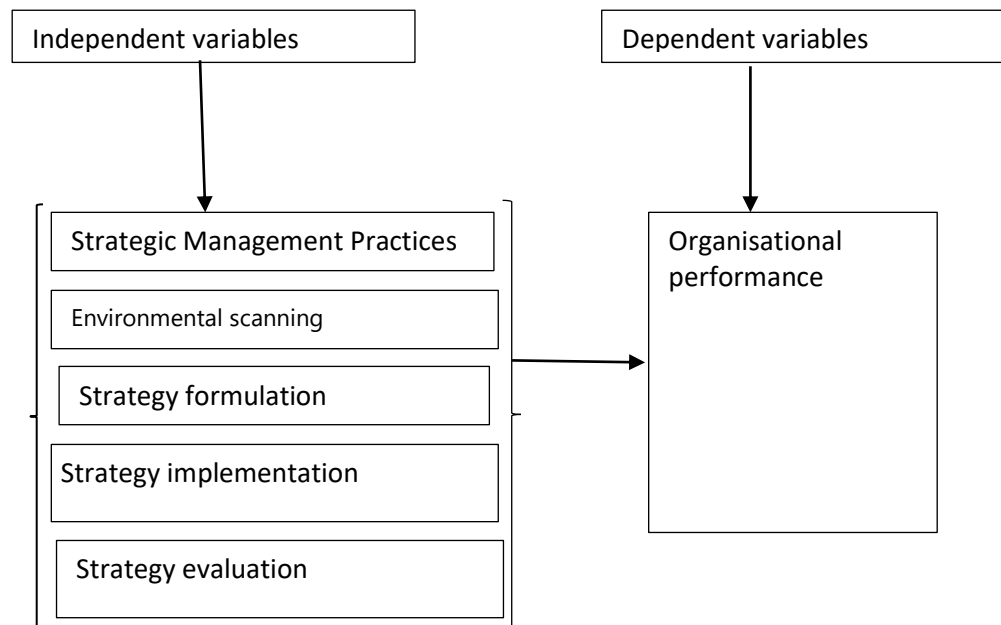 Independent variables
Dependent variables
Strategic Management Practices
Environmental scanning
Strategy formulation
Strategy implementation
Strategy evaluation
Organisational
performance